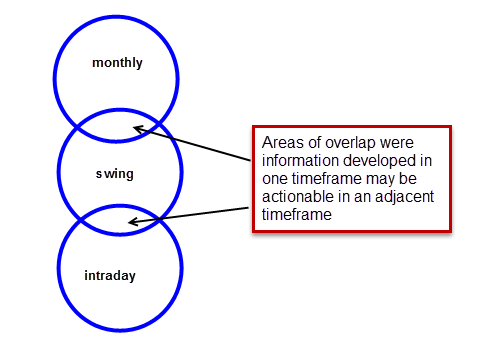 monthly
swing
intraday
Areas of overlap were
information developed in
one timeframe may be
actionable in an adjacent
timeframe